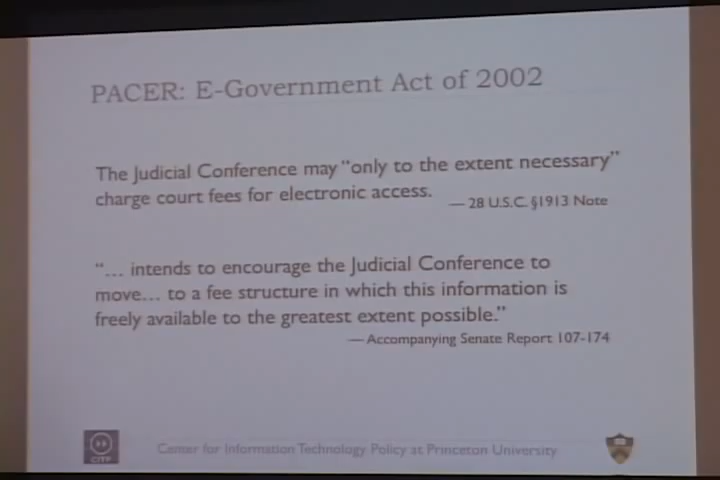 PACER: E-Government Act of 2002
The Judicial Conference may “only to the extent necessary”
charge court fees for electronic access.
— 28 U.S.C. §1913 Note
“... intends to encourage the Judicial Conference to
move... to a fee structure in which this information is
freely available to the greatest extent possible.”
— Accompanying Senate Report 107-174
CITP
Center for Information Technology Policy at Princeton University